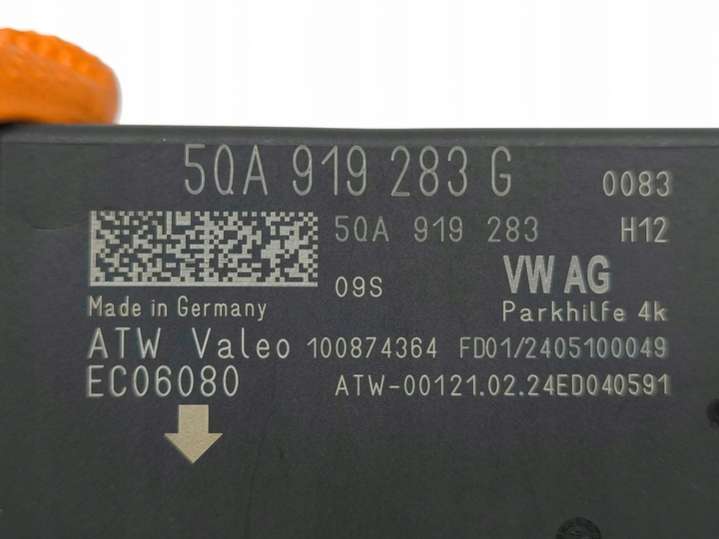 5QA 919 283 G 0083
5QA 919 283 H12
09S VW AG
Made in Germany Parkhilfe 4k
ATW Valeo 100874364 FD01/2405100049
EC06080 ATW-00121.02.24ED040591